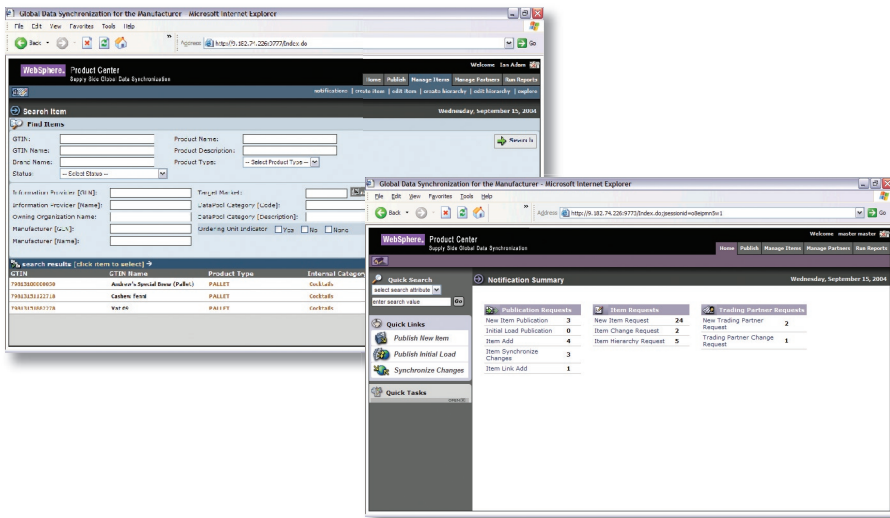 Global Data Synchronization for the Manufacturer - Microsoft Internet Explorer
File Edit View Favorites Tools Help
Back
Address http://9.182.74.226:9777/Index.do
Go
Welcome Ian Adam
WebSphere. Product Center
Supply Side Global Data Synchronization
Home Publish Manage Items Manage Partners Run Reports
notifications | create item | edit item | create hierarchy | edit hierarchy | explore
Search Item
Wednesday, September 15, 2004
Find Items
GTIN:
Product Name:
Search
GTIN Name:
Product Description:
Brand Name:
Product Type:
-- Select Product Type --
Status:
-- Select Status --
Information Provider [GLN]:
Target Market:
Information Provider [Name]:
DataPool Category [Code]:
Owning Organization Name:
DataPool Category [Description]:
Manufacturer [GLN]:
Ordering Unit Indicator Yes No None
Manufacturer [Name]:
search results [click item to select]
GTIN GTIN Name Product Type Internal Category
Andrew's Special Brew (Pallet) PALLET Cocktails
Cashew Fenni PALLET Cocktails
Vat 69 PALLET Cocktails
Global Data Synchronization for the Manufacturer - Microsoft Internet Explorer
File Edit View Favorites Tools Help
Back
Address
Go
Welcome master master
WebSphere. Product Center
Supply Side Global Data Synchronization
Home Publish Manage Items Manage Partners Run Reports
Quick Search
select search attribute
enter search value
Go
Quick Links
Publish New Item
Publish Initial Load
Synchronize Changes
Quick Tasks
Notification Summary
Wednesday, September 15, 2004
Publication Requests
New Item Publication 3
Initial Load Publication 0
Item Add 4
Item Synchronize Changes 3
Item Link Add 1
Item Requests
New Item Request 24
Item Change Request 2
Item Hierarchy Request 5
Trading Partner Requests
New Trading Partner Request 2
Trading Partner Change Request 1